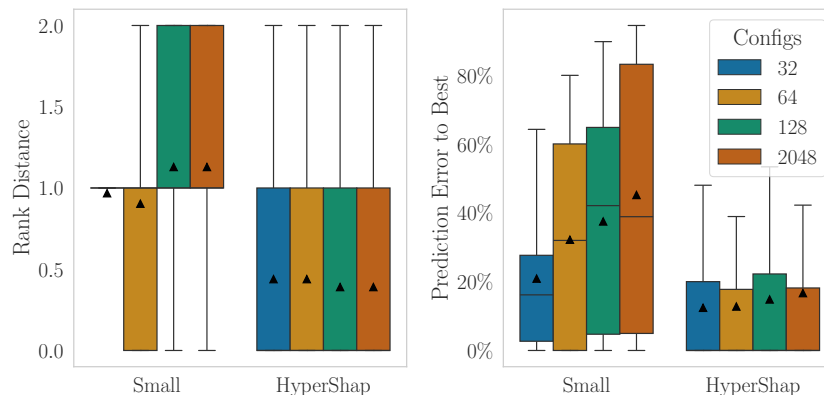 Rank Distance
2.0
1.5
1.0
0.5
0.0
Small
HyperShap
Prediction Error to Best
80%
60%
40%
20%
0%
Small
HyperShap
Configs
32
64
128
2048